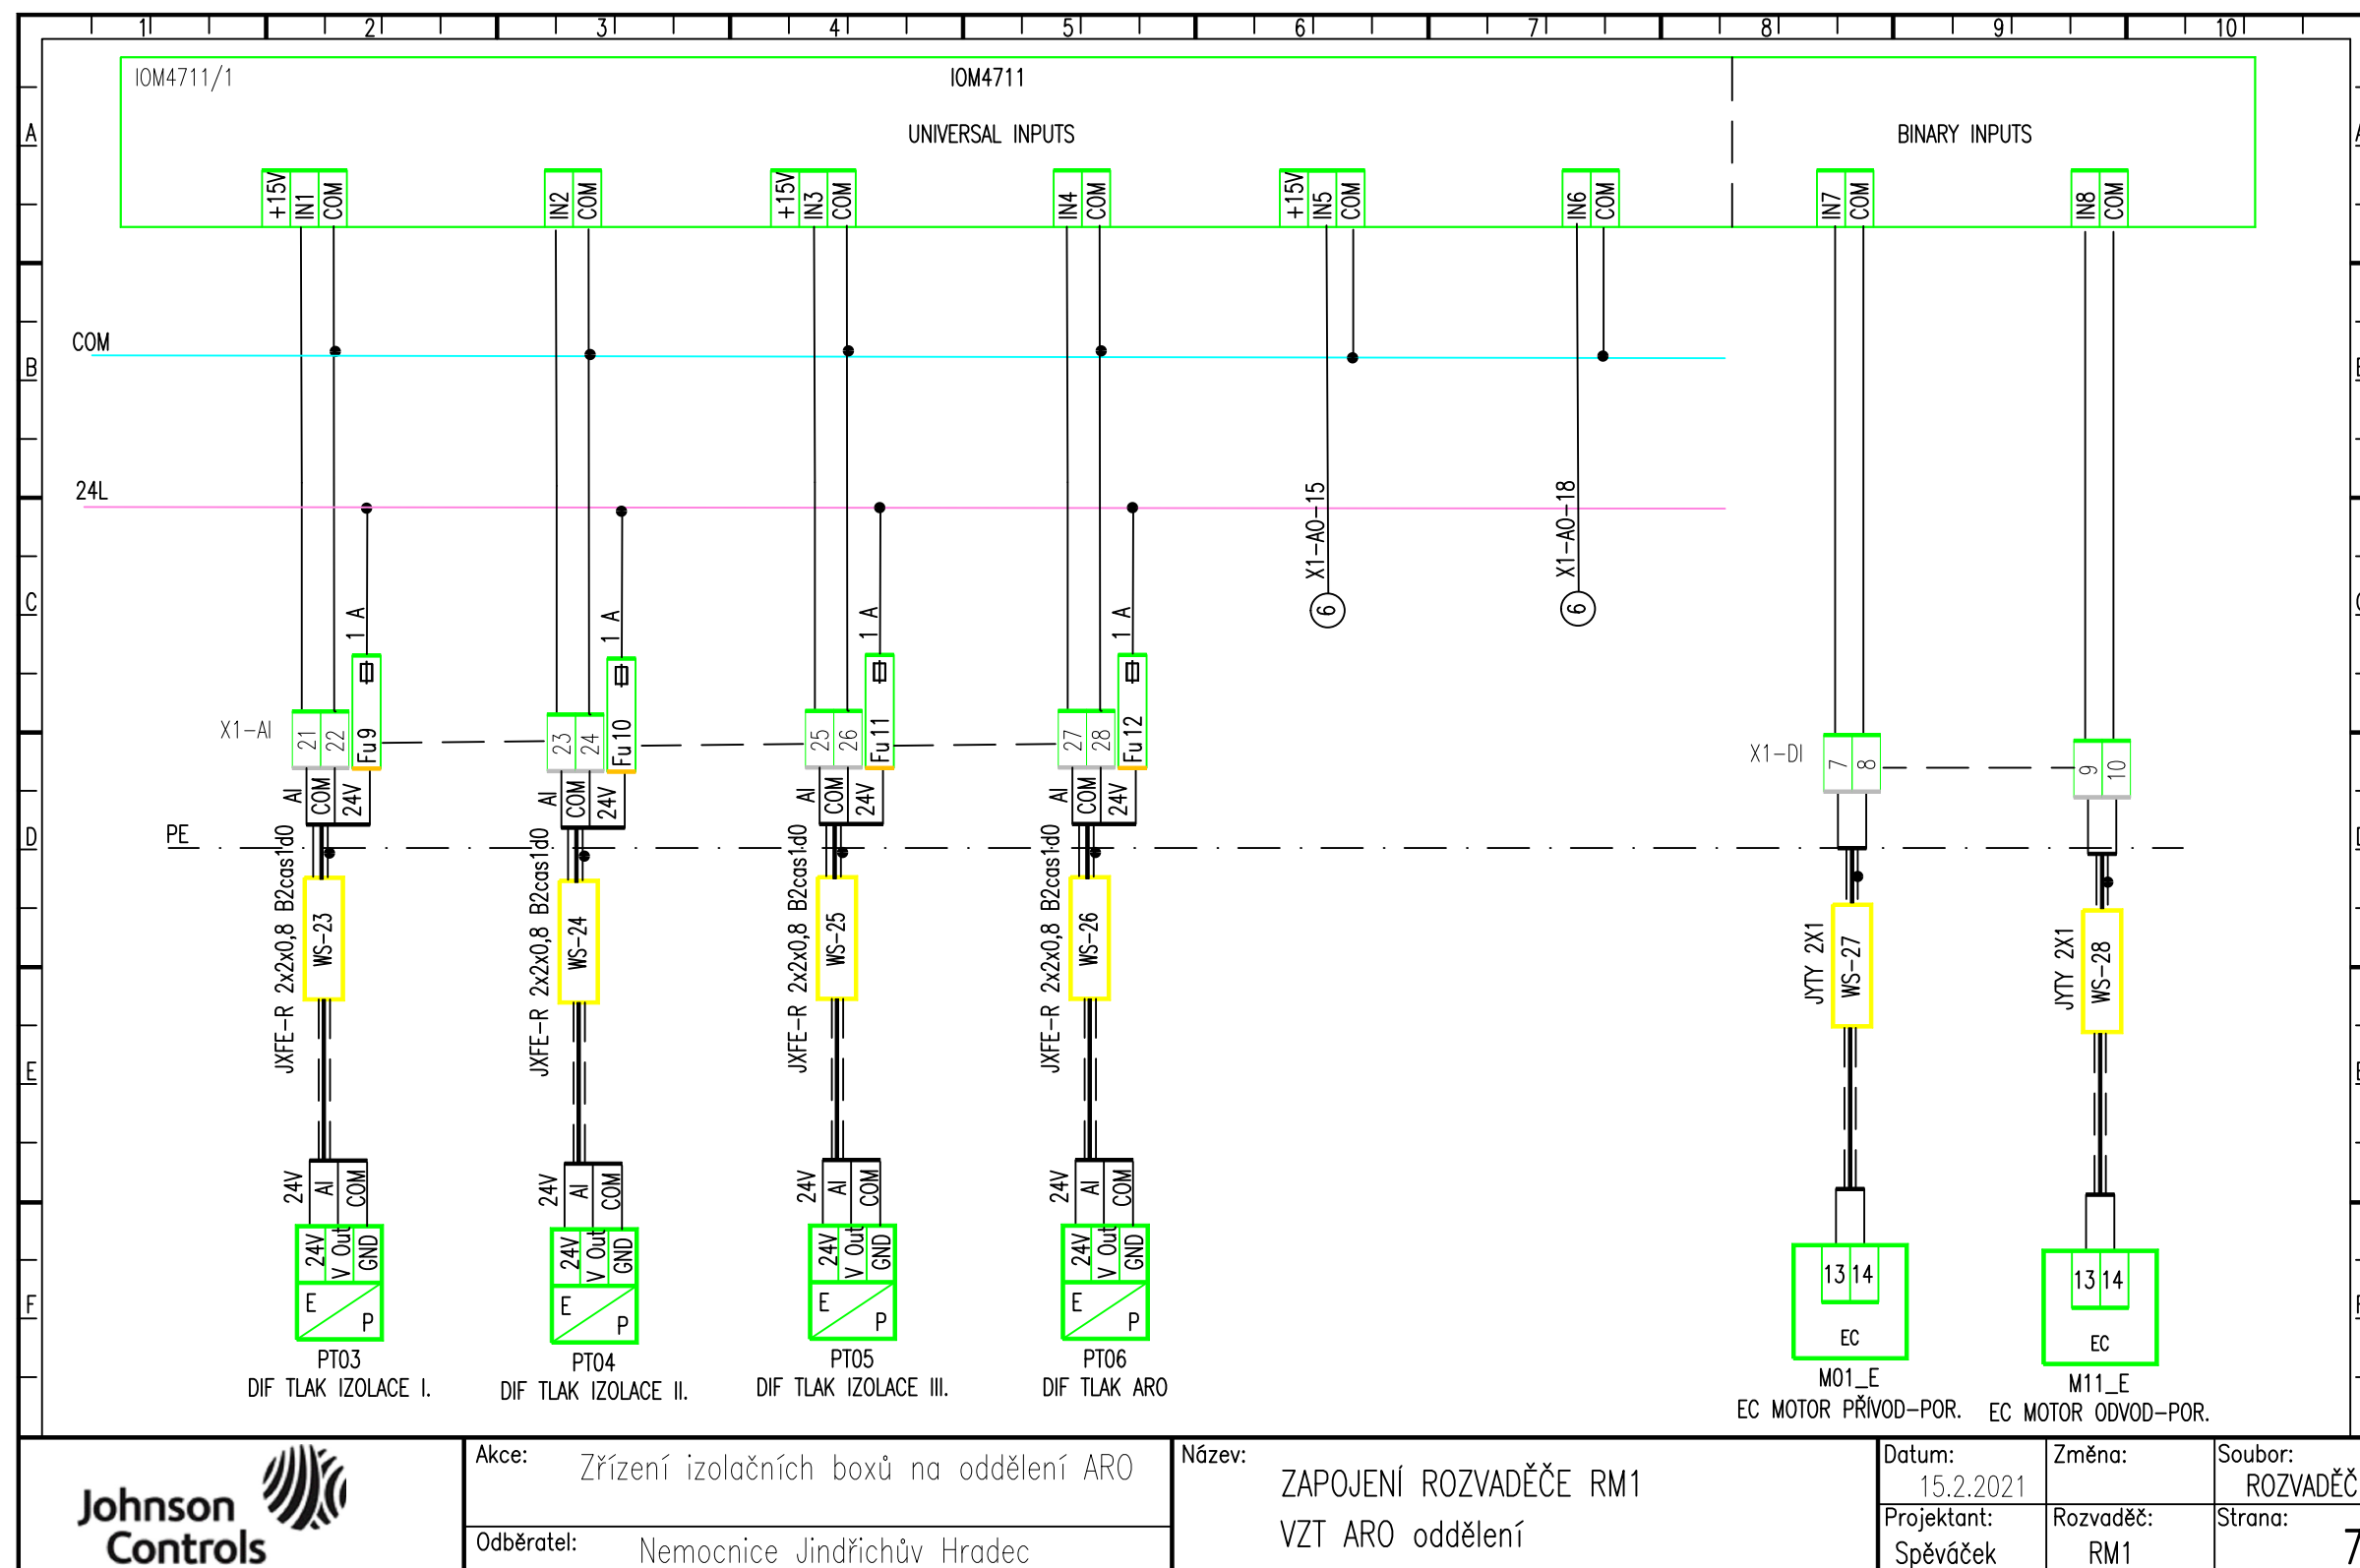 1 2 3 4 5 6 7 8 9 10
IOM4711/1 IOM4711
A UNIVERSAL INPUTS BINARY INPUTS
+15V IN1 COM IN2 COM +15V IN3 COM IN4 COM +15V IN5 COM IN6 COM IN7 COM IN8 COM
COM
B
24L
X1-AO-15 X1-AO-18
C 6 6
1 A 1 A 1 A 1 A
X1-AI 21 22 Fu9 23 24 Fu10 25 26 Fu11 27 28 Fu12
X1-DI 7 8 9 10
AI COM 24V AI COM 24V AI COM 24V AI COM 24V
D PE
JXFE-R 2x2x0,8 B2cas1d0 WS-23
JXFE-R 2x2x0,8 B2cas1d0 WS-24
JXFE-R 2x2x0,8 B2cas1d0 WS-25
JXFE-R 2x2x0,8 B2cas1d0 WS-26
JYTY 2X1 WS-27
JYTY 2X1 WS-28
E
24V AI COM 24V AI COM 24V AI COM 24V AI COM
24V V Out GND 24V V Out GND 24V V Out GND 24V V Out GND
13 14 13 14
F E P E P E P E P
EC EC
PT03
DIF TLAK IZOLACE I.
PT04
DIF TLAK IZOLACE II.
PT05
DIF TLAK IZOLACE III.
PT06
DIF TLAK ARO
M01_E
EC MOTOR PŘÍVOD-POR.
M11_E
EC MOTOR ODVOD-POR.
Johnson
Controls
Akce: Zřízení izolačních boxů na oddělení ARO
Odběratel: Nemocnice Jindřichův Hradec
Název:
ZAPOJENÍ ROZVADĚČE RM1
VZT ARO oddělení
Datum:
15.2.2021
Změna:
Soubor:
ROZVADĚČ
Projektant:
Spěváček
Rozvaděč:
RM1
Strana:
7